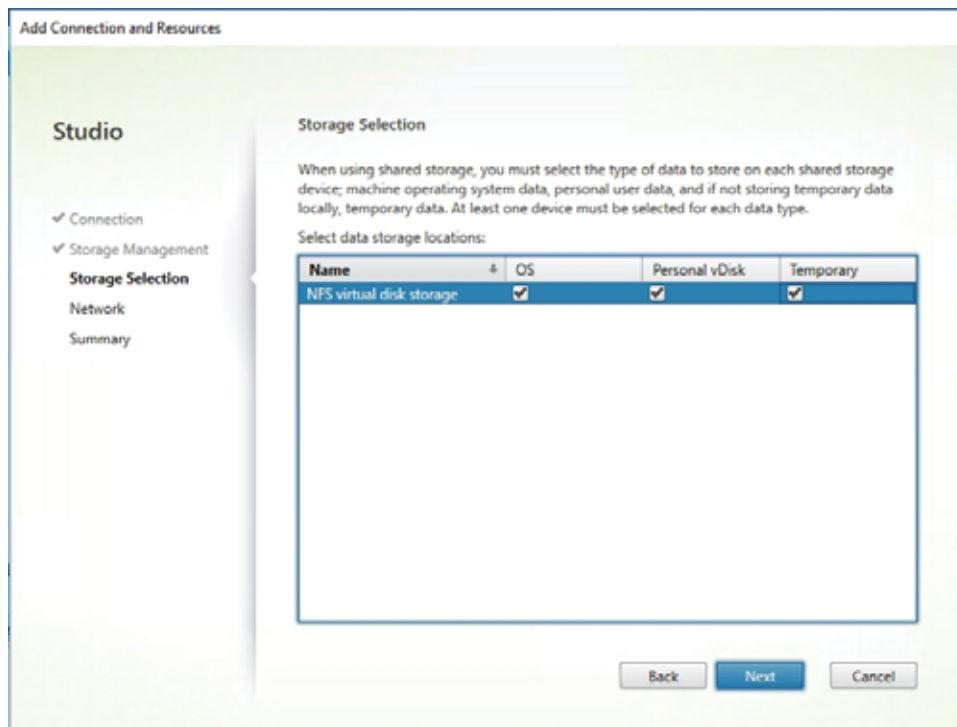 Add Connection and Resources
Studio
Connection
Storage Management
Storage Selection
Network
Summary
Storage Selection
When using shared storage, you must select the type of data to store on each shared storage
device; machine operating system data, personal user data, and if not storing temporary data
locally, temporary data. At least one device must be selected for each data type.
Select data storage locations:
Name OS Personal vDisk Temporary
NFS virtual disk storage
Back Next Cancel